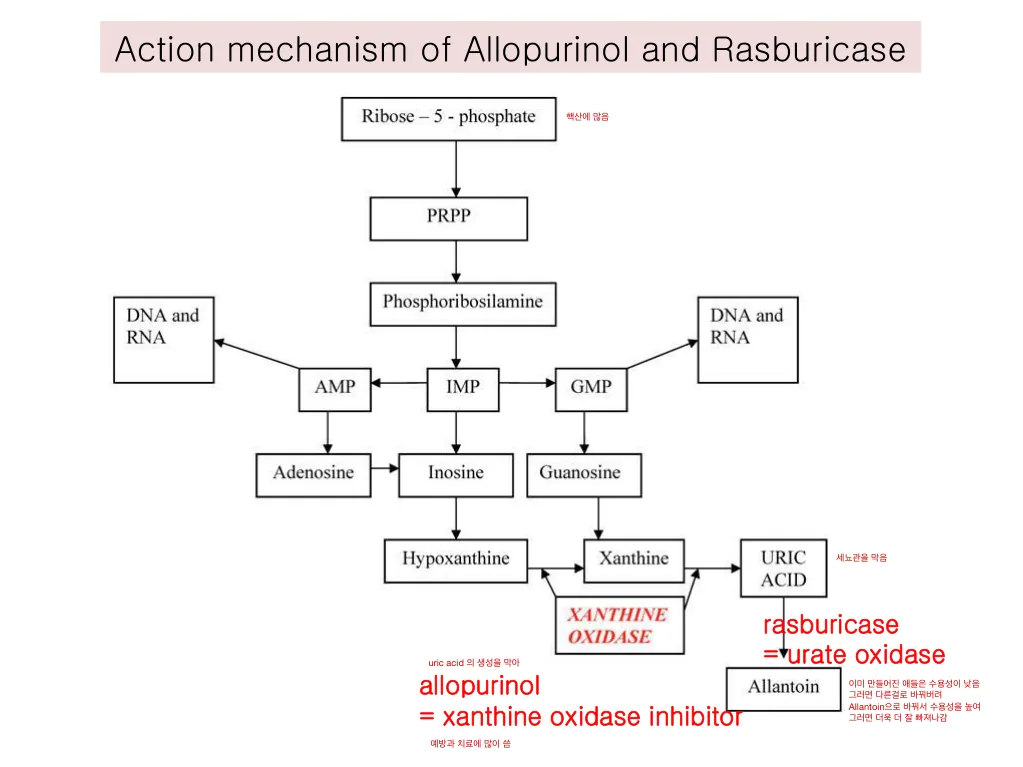 Action mechanism of Allopurinol and Rasburicase
Ribose – 5 - phosphate
핵산에 많음
PRPP
Phosphoribosilamine
DNA and
RNA
DNA and
RNA
AMP
IMP
GMP
Adenosine
Inosine
Guanosine
Hypoxanthine
Xanthine
URIC
ACID
세뇨관을 막음
XANTHINE
OXIDASE
rasburicase
= urate oxidase
uric acid 의 생성을 막아
allopurinol
= xanthine oxidase inhibitor
예방과 치료에 많이 씀
Allantoin
이미 만들어진 애들은 수용성이 낮음
그러면 다른걸로 바꿔버려
Allantoin으로 바꿔서 수용성을 높여
그러면 더욱 더 잘 빠져나감